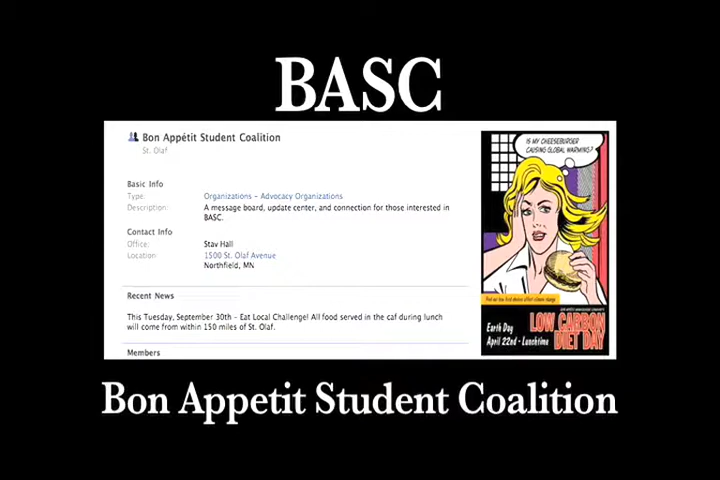 BASC
Bon Appétit Student Coalition
St. Olaf
Basic Info
Type: Organizations - Advocacy Organizations
Description: A message board, update center, and connection for those interested in
BASC.
Contact Info
Office: Stav Hall
Location 1500 St. Olaf Avenue
Northfield, MN
Recent News
This Tuesday, September 30th - Eat Local Challenge! All food served in the caf during lunch
will come from within 150 miles of St. Olaf.
Members
IS MY CHEESEBURGER
CAUSING GLOBAL WARMING?
Earth Day
April 22nd - Lunchtime
LOW CARBON
DIET DAY
Bon Appetit Student Coalition